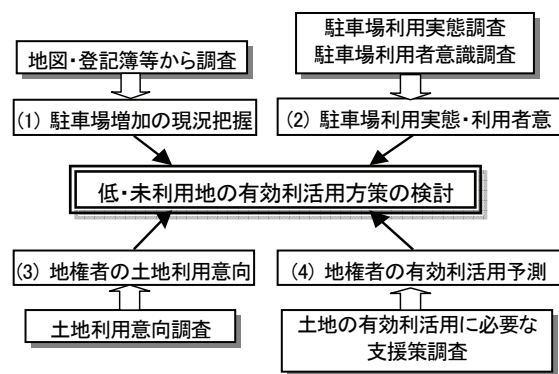 駐車場利用実態調査
駐車場利用者意識調査
地図・登記簿等から調査
(1) 駐車場増加の現況把握
(2) 駐車場利用実態・利用者意
低・未利用地の有効利活用方策の検討
(3) 地権者の土地利用意向
(4) 地権者の有効利活用予測
土地利用意向調査
土地の有効利活用に必要な
支援策調査